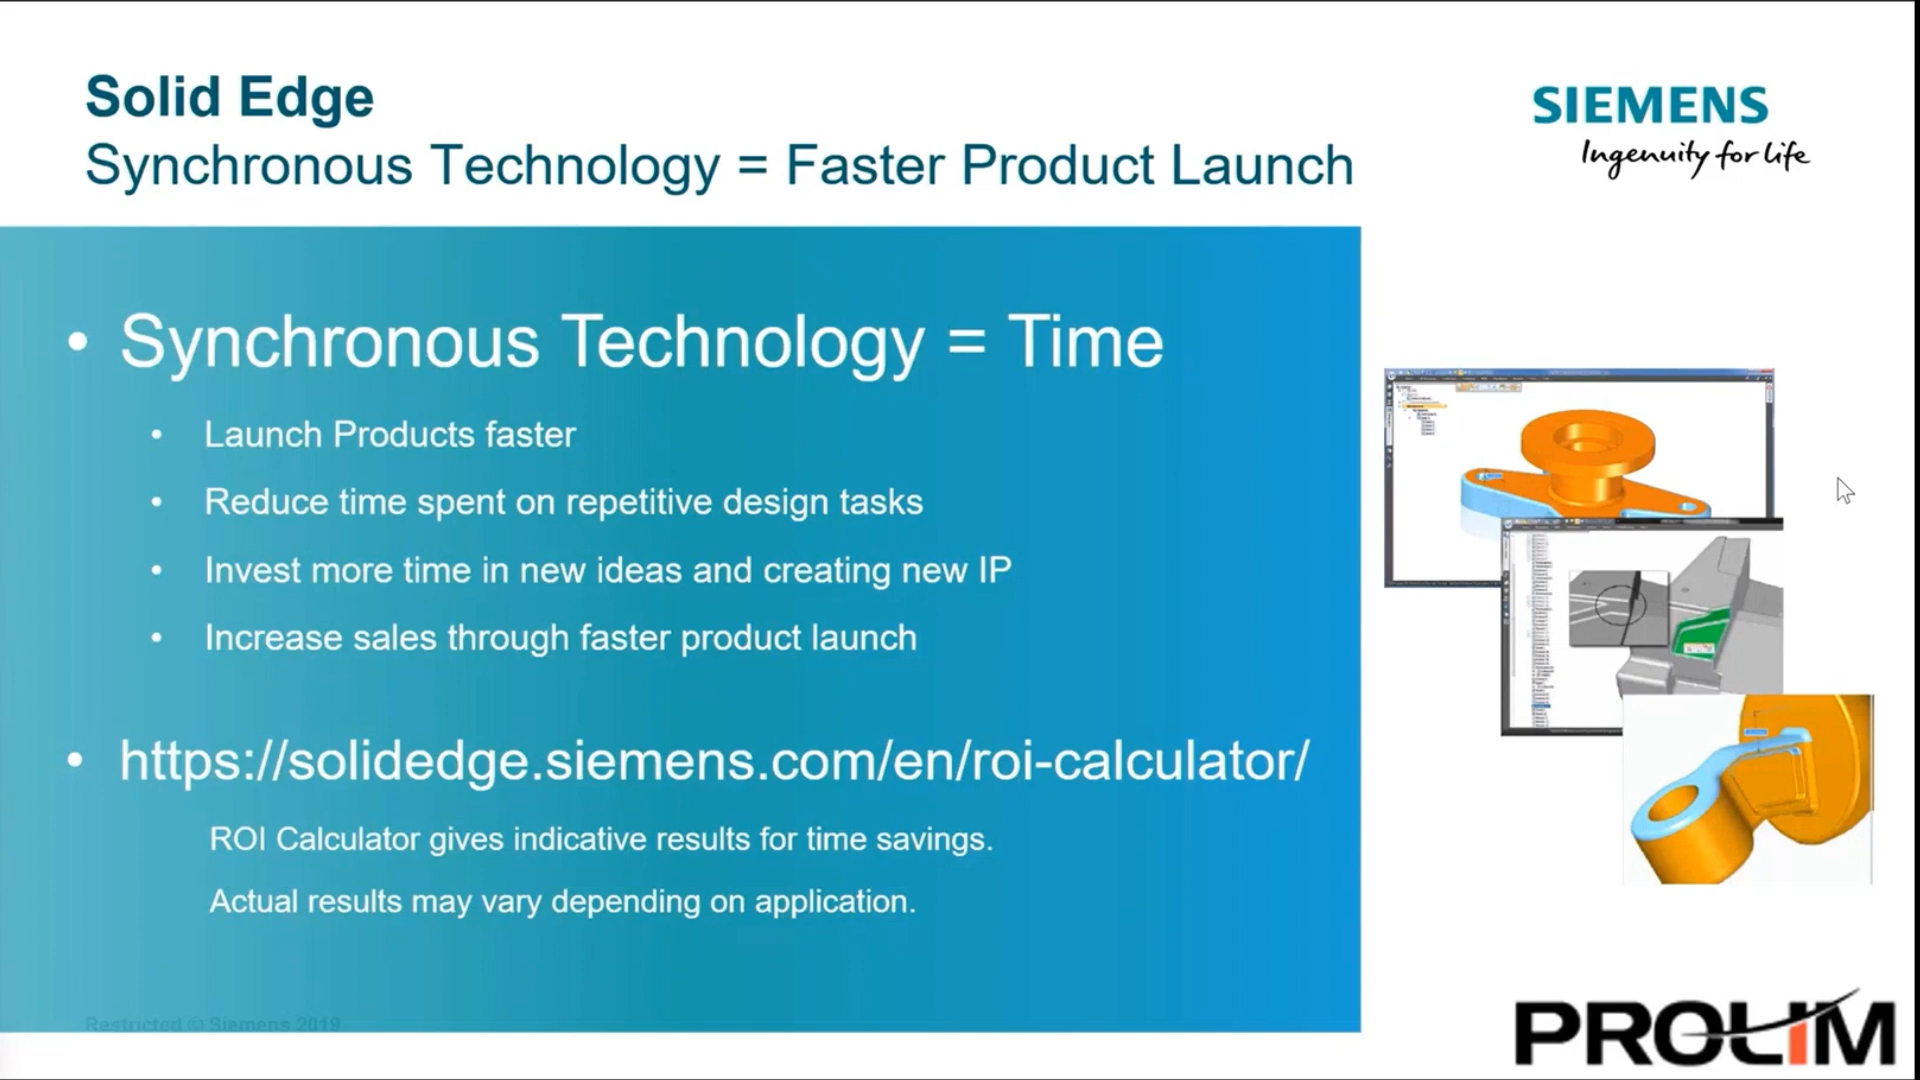 Solid Edge
Synchronous Technology = Faster Product Launch
SIEMENS
Ingenuity for life
• Synchronous Technology = Time
• Launch Products faster
• Reduce time spent on repetitive design tasks
• Invest more time in new ideas and creating new IP
• Increase sales through faster product launch
• https://solidedge.siemens.com/en/roi-calculator/
ROI Calculator gives indicative results for time savings.
Actual results may vary depending on application.
Restricted © Siemens 2019
PROLIM